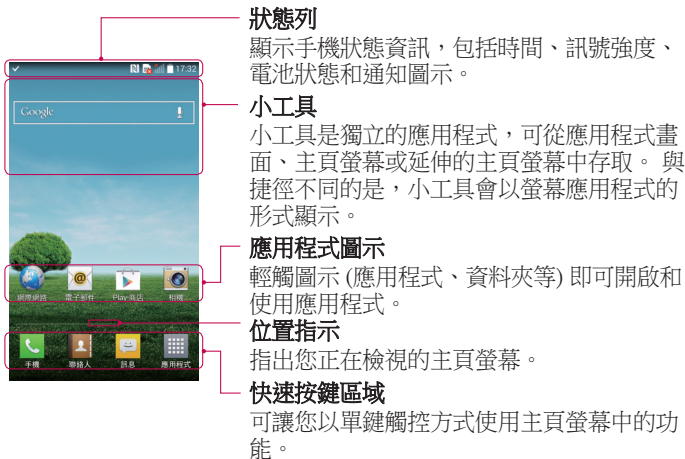 狀態列
顯示手機狀態資訊，包括時間、訊號強度、
電池狀態和通知圖示。
17:32
小工具
Google
小工具是獨立的應用程式，可從應用程式畫
面、主頁螢幕或延伸的主頁螢幕中存取。 與
捷徑不同的是，小工具會以螢幕應用程式的
形式顯示。
應用程式圖示
輕觸圖示 (應用程式、資料夾等) 即可開啟和
使用應用程式。
網際網路 電子郵件 Play 商店 相機
位置指示
指出您正在檢視的主頁螢幕。
手機 聯絡人 訊息 應用程式
快速按鍵區域
可讓您以單鍵觸控方式使用主頁螢幕中的功
能。